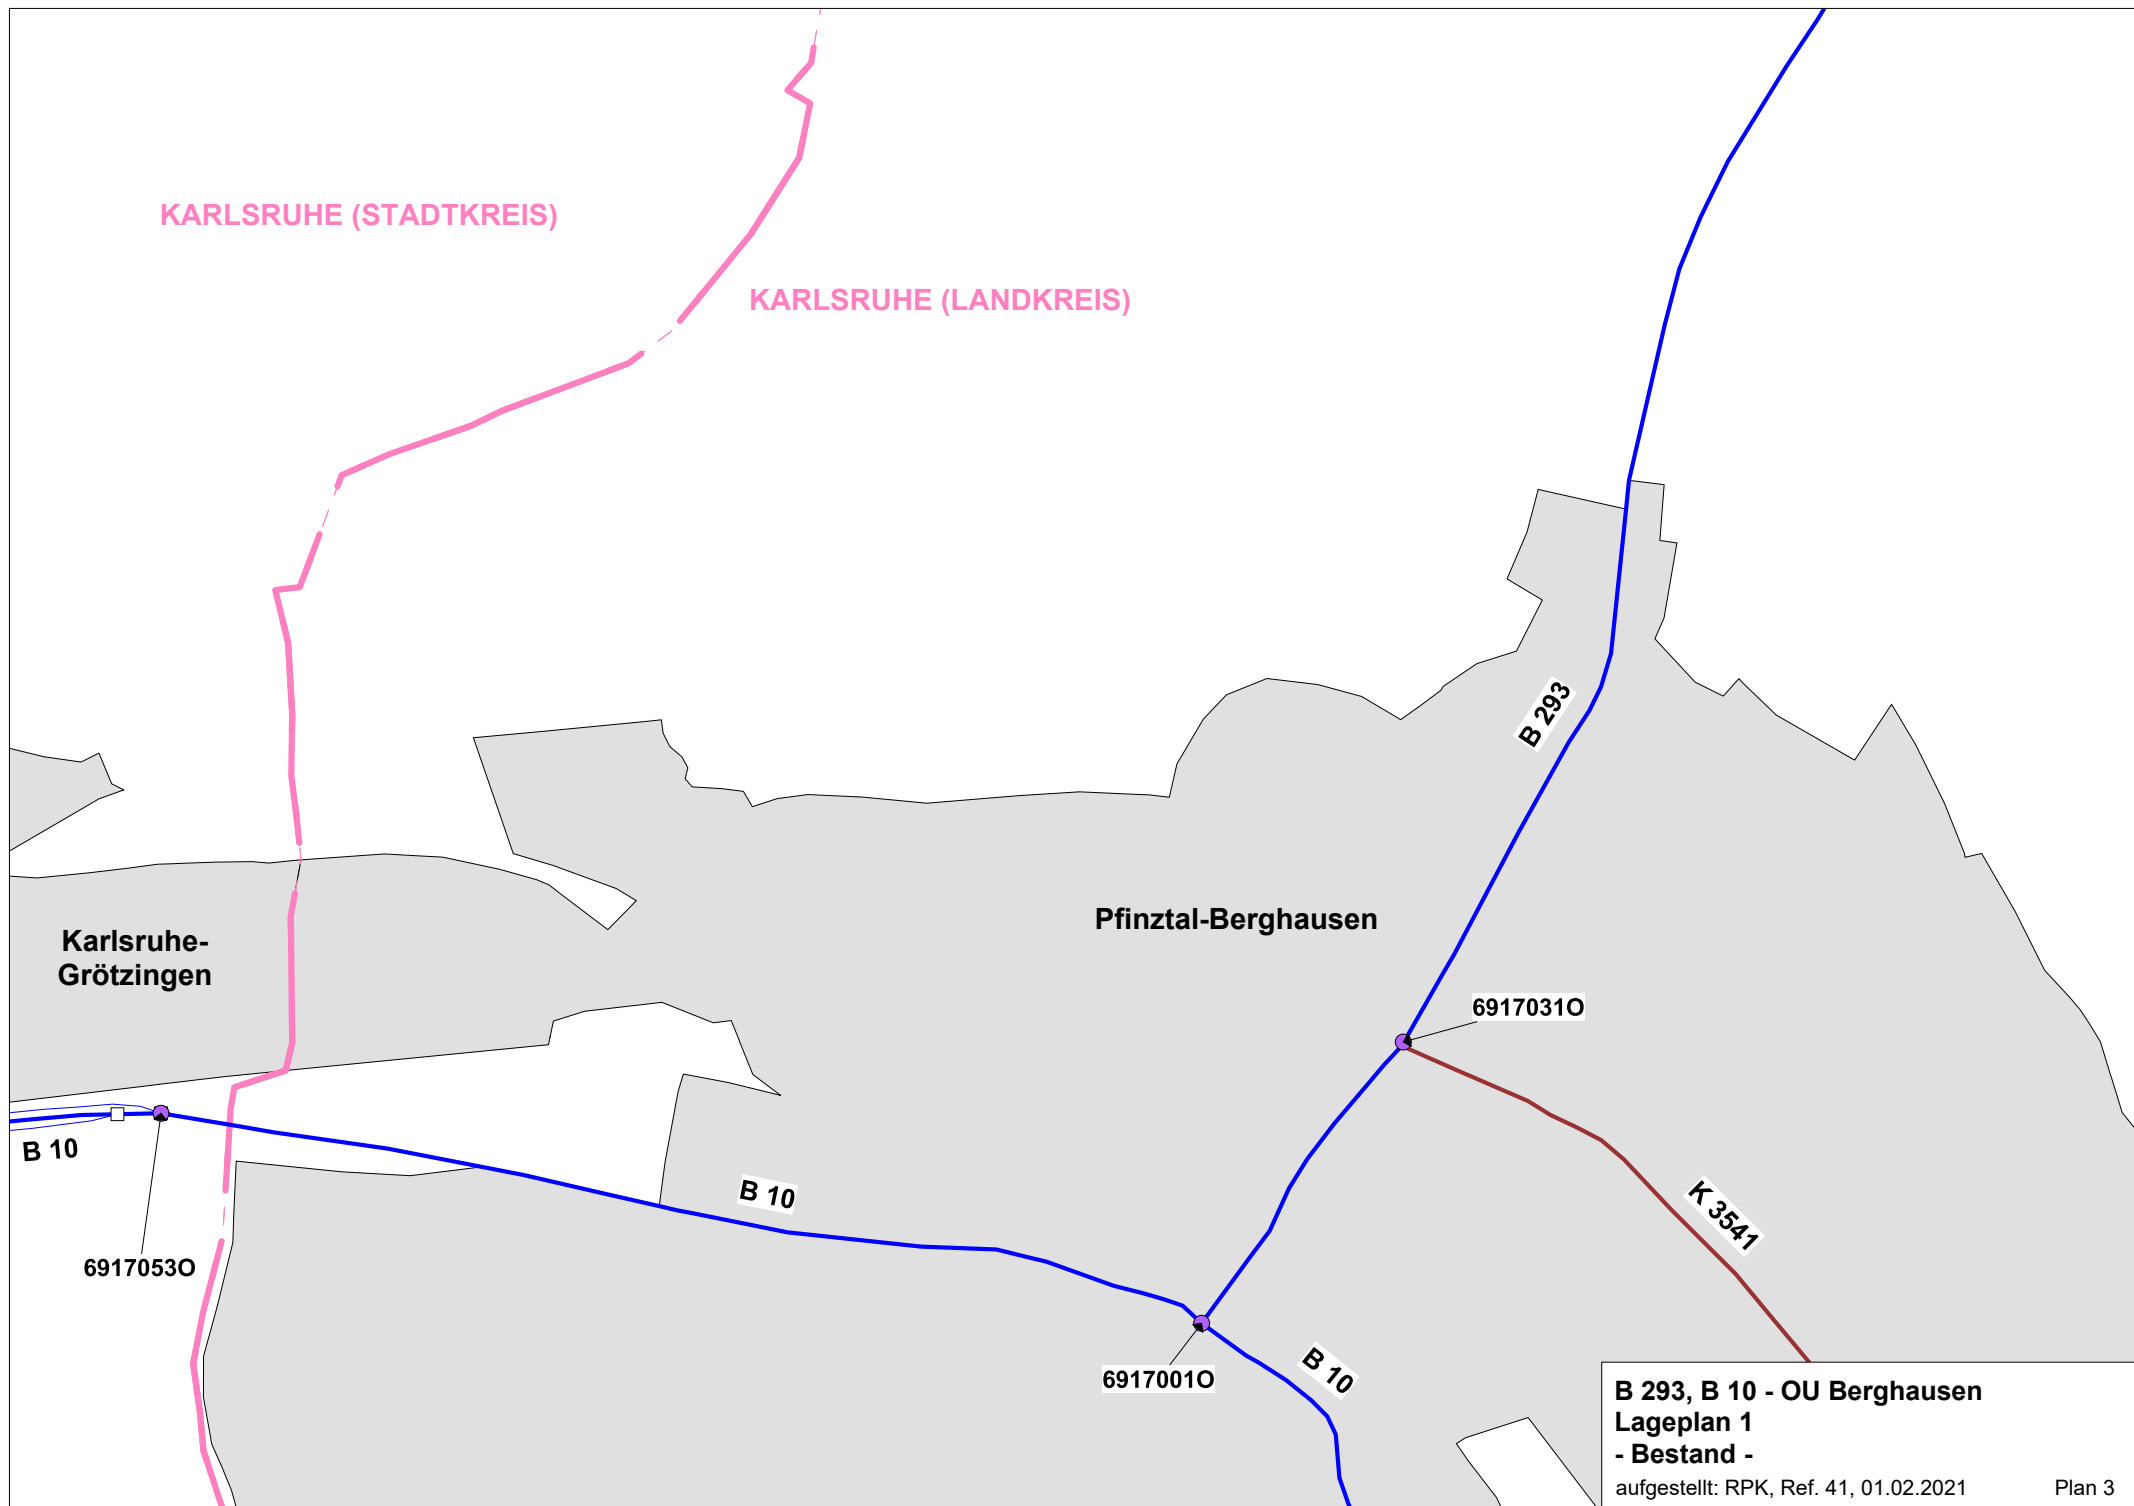 KARLSRUHE (STADTKREIS)
KARLSRUHE (LANDKREIS)
B 293
Pfinztal-Berghausen
Karlsruhe-
Grötzingen
6917031O
B 10
B 10
K 3541
6917053O
6917001O
B 10
B 293, B 10 - OU Berghausen
Lageplan 1
- Bestand -
aufgestellt: RPK, Ref. 41, 01.02.2021 Plan 3